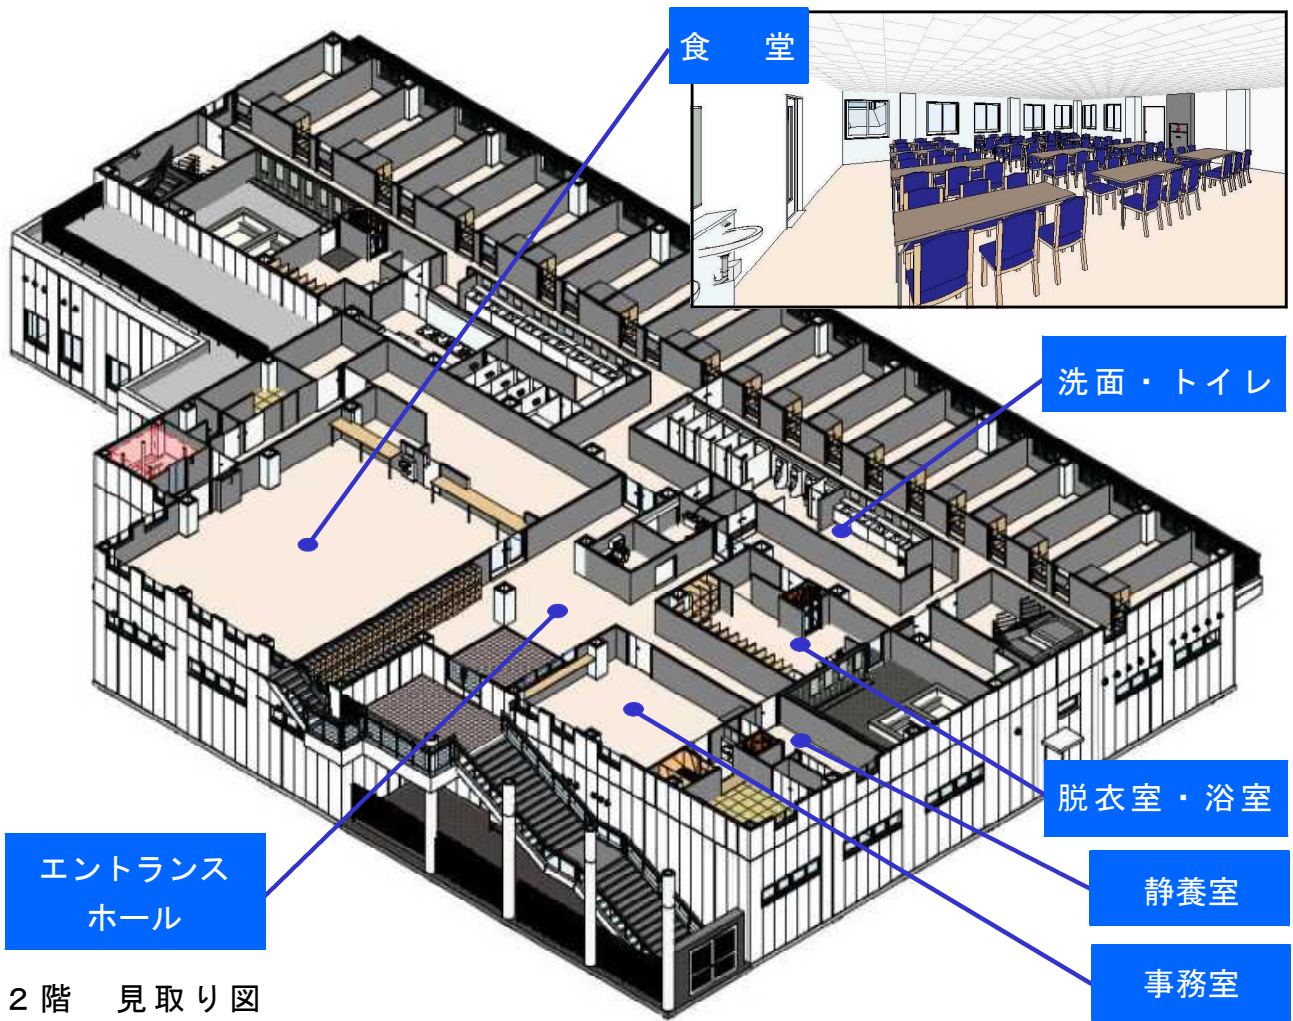 食　堂
洗面・トイレ
脱衣室・浴室
静養室
事務室
エントランス
ホール
２階　見取り図